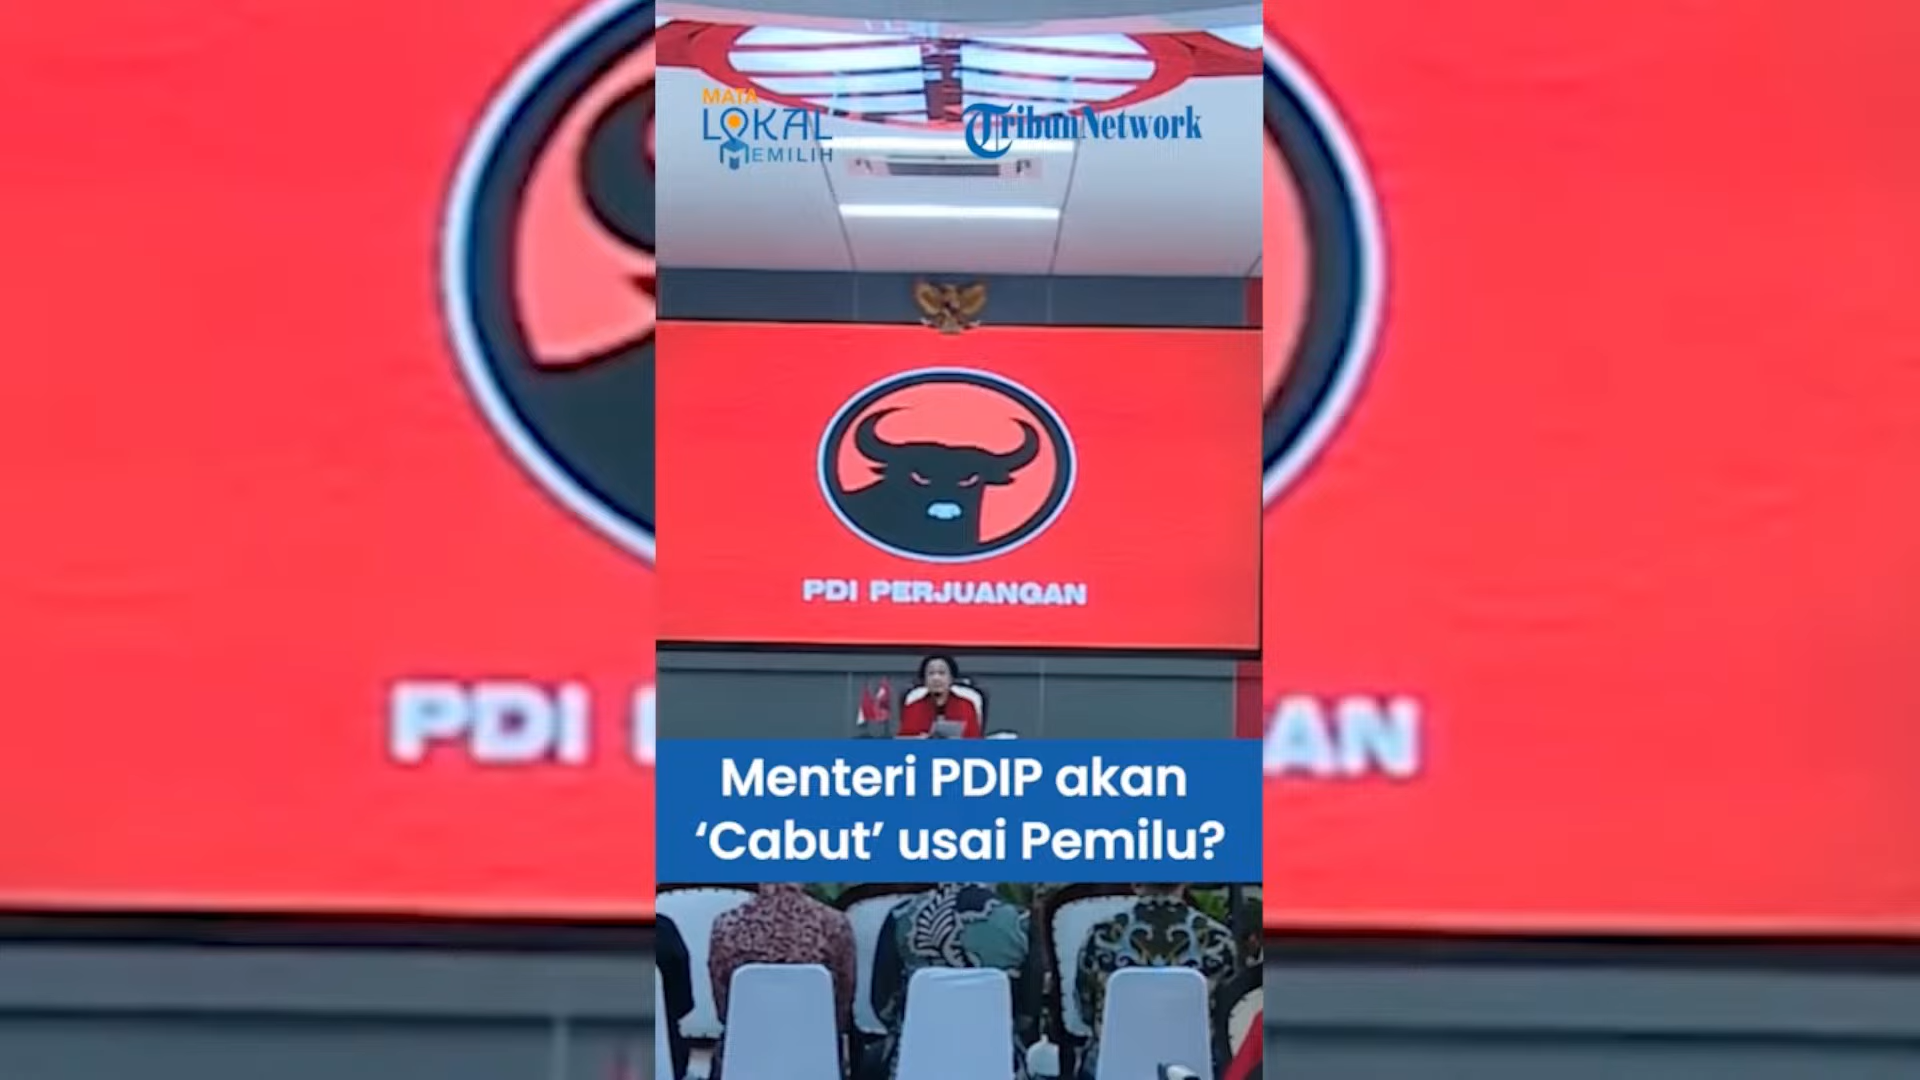 MATA
LOKAL
MEMILIH
TribunNetwork
PDI PERJUANGAN
PDI
AN
Menteri PDIP akan
‘Cabut’ usai Pemilu?